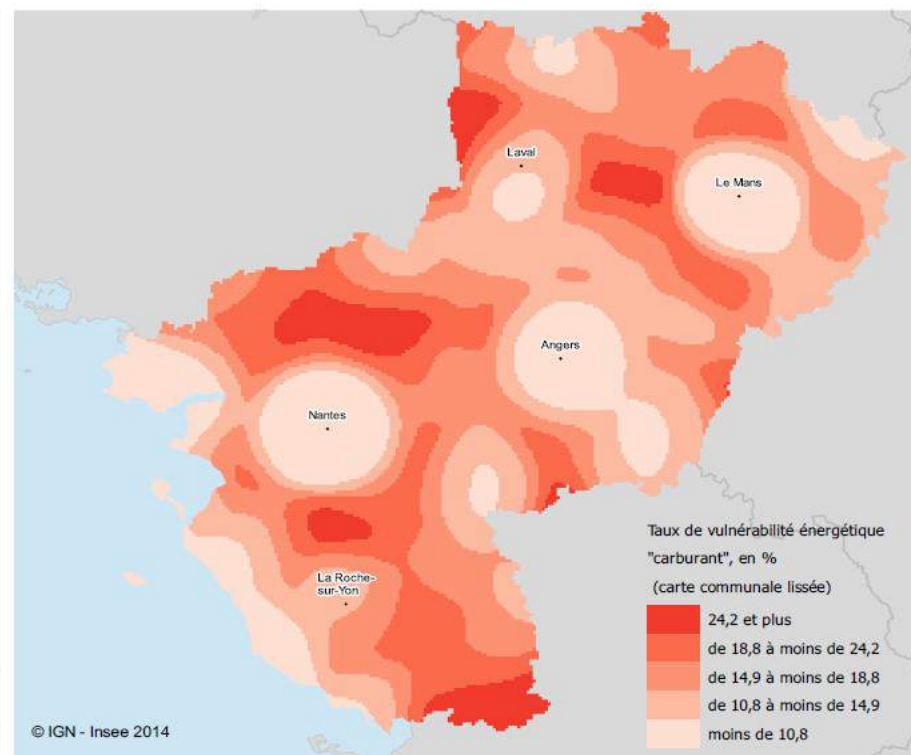 Laval
Le Mans
Angers
Nantes
La Roche-
sur-Yon
Taux de vulnérabilité énergétique
"carburant", en %
(carte communale lissée)
24,2 et plus
de 18,8 à moins de 24,2
de 14,9 à moins de 18,8
de 10,8 à moins de 14,9
moins de 10,8
© IGN - Insee 2014